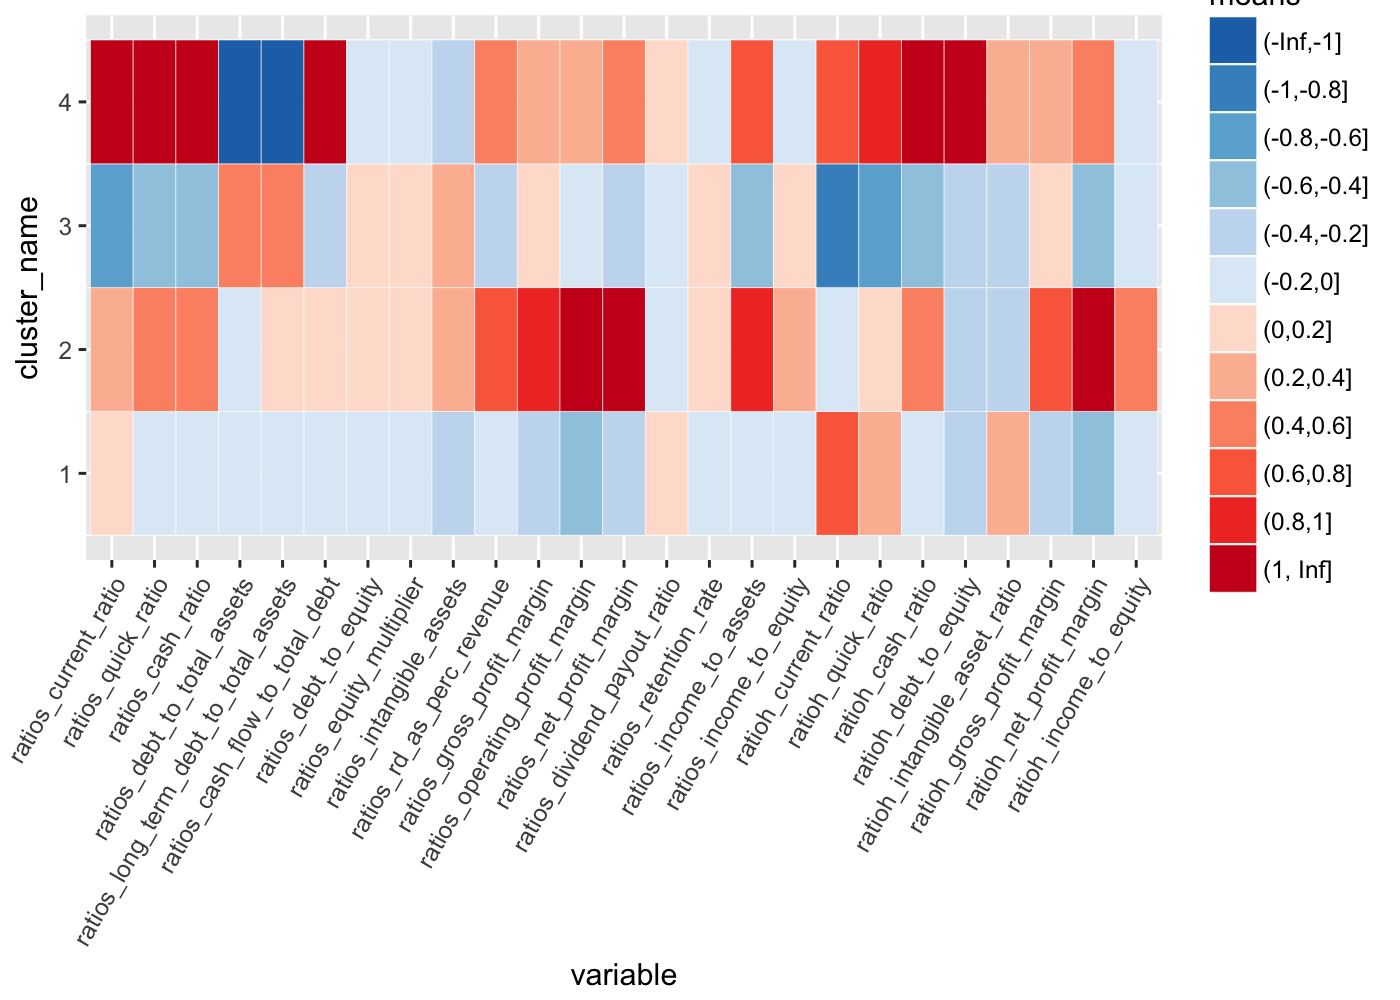 means
(-Inf,-1]
(-1,-0.8]
(-0.8,-0.6]
(-0.6,-0.4]
(-0.4,-0.2]
(-0.2,0]
(0,0.2]
(0.2,0.4]
(0.4,0.6]
(0.6,0.8]
(0.8,1]
(1, Inf]
cluster_name
4
3
2
1
ratios_current_ratio
ratios_quick_ratio
ratios_cash_ratio
ratios_debt_to_total_assets
ratios_long_term_debt_to_total_assets
ratios_cash_flow_to_total_debt
ratios_debt_to_equity
ratios_equity_multiplier
ratios_intangible_assets
ratios_rd_as_perc_revenue
ratios_gross_profit_margin
ratios_operating_profit_margin
ratios_net_profit_margin
ratios_dividend_payout_ratio
ratios_retention_rate
ratios_income_to_assets
ratios_income_to_equity
ratioh_current_ratio
ratioh_quick_ratio
ratioh_cash_ratio
ratioh_debt_to_equity
ratioh_intangible_asset_ratio
ratioh_gross_profit_margin
ratioh_net_profit_margin
ratioh_income_to_equity
variable